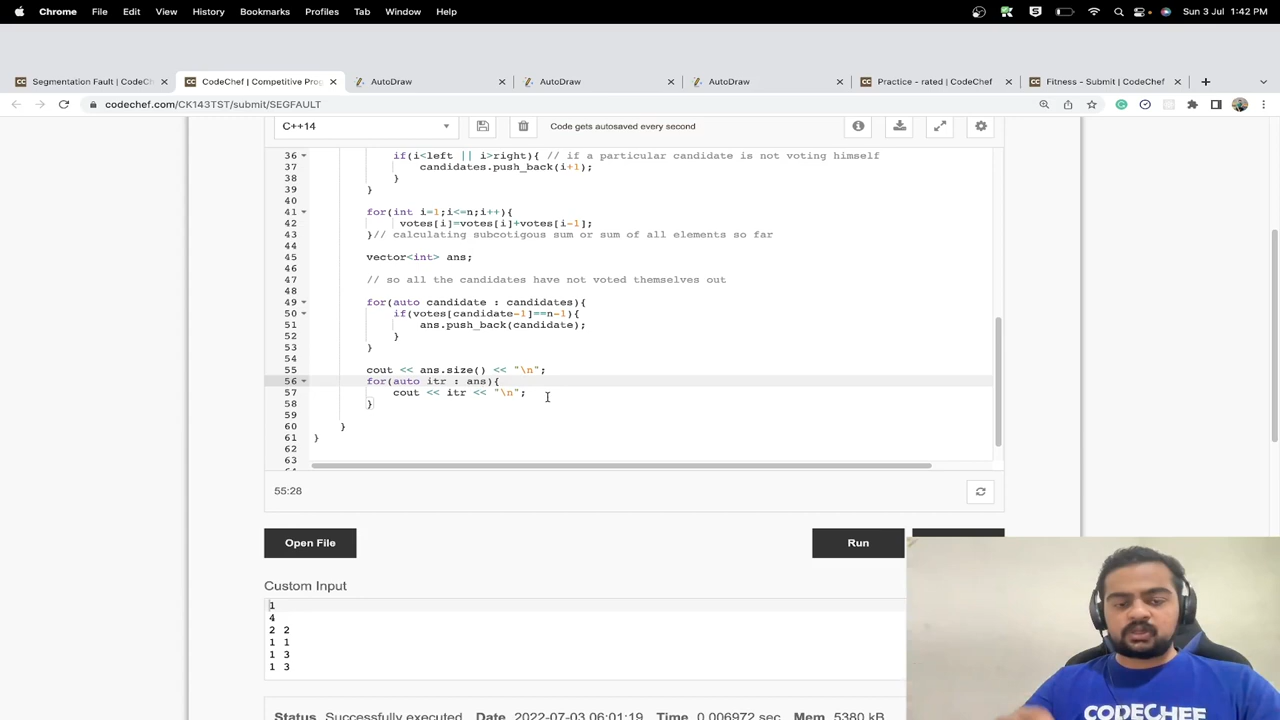 Chrome File Edit View History Bookmarks Profiles Tab Window Help Sun 3 Jul 1:42 PM
Segmentation Fault | CodeCh CodeChef | Competitive Pro AutoDraw AutoDraw AutoDraw Practice - rated | CodeChef Fitness - Submit | CodeChef
codechef.com/CK143TST/submit/SEGFAULT
C++14 Code gets autosaved every second
36 if(i<left || i>right){ // if a particular candidate is not voting himself
37 candidates.push_back(i+1);
38 }
39 }
40
41 for(int i=1;i<=n;i++){
42 votes[i]=votes[i]+votes[i-1];
43 }// calculating subcotigous sum or sum of all elements so far
44
45 vector<int> ans;
46
47 // so all the candidates have not voted themselves out
48
49 for(auto candidate : candidates){
50 if(votes[candidate-1]==n-1){
51 ans.push_back(candidate);
52 }
53 }
54
55 cout << ans.size() << "\n";
56 for(auto itr : ans){
57 cout << itr << "\n";
58 }
59
60 }
61 }
62
63
55:28
Open File Run
Custom Input
1
4
2 2
1 1
1 3
1 3
Status Successfully executed Date 2022-07-03 06:01:19 Time 0.006972 sec Mem 5380 kB
CODECHEF